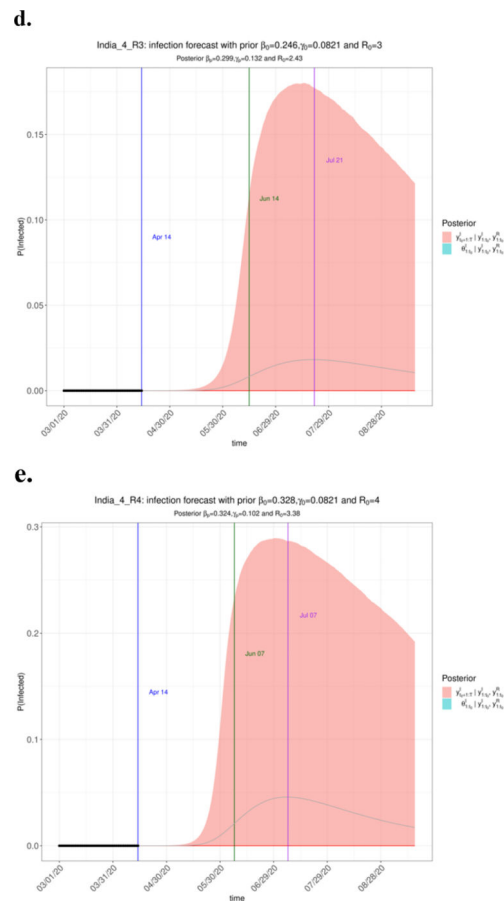 d.
India_4_R3: infection forecast with prior β₀=0.246,γ₀=0.0821 and R₀=3
Posterior βₚ=0.299,γₚ=0.132 and R₀=2.43
P(Infected)
0.15
0.10
0.05
0.00
Apr 14
Jun 14
Jul 21
03/01/20
03/31/20
04/30/20
05/30/20
06/29/20
07/29/20
08/28/20
time
Posterior
e.
India_4_R4: infection forecast with prior β₀=0.328,γ₀=0.0821 and R₀=4
Posterior βₚ=0.324,γₚ=0.102 and R₀=3.38
P(Infected)
0.3
0.2
0.1
0.0
Apr 14
Jun 07
Jul 07
03/01/20
03/31/20
04/30/20
05/30/20
06/29/20
07/29/20
08/28/20
time
Posterior